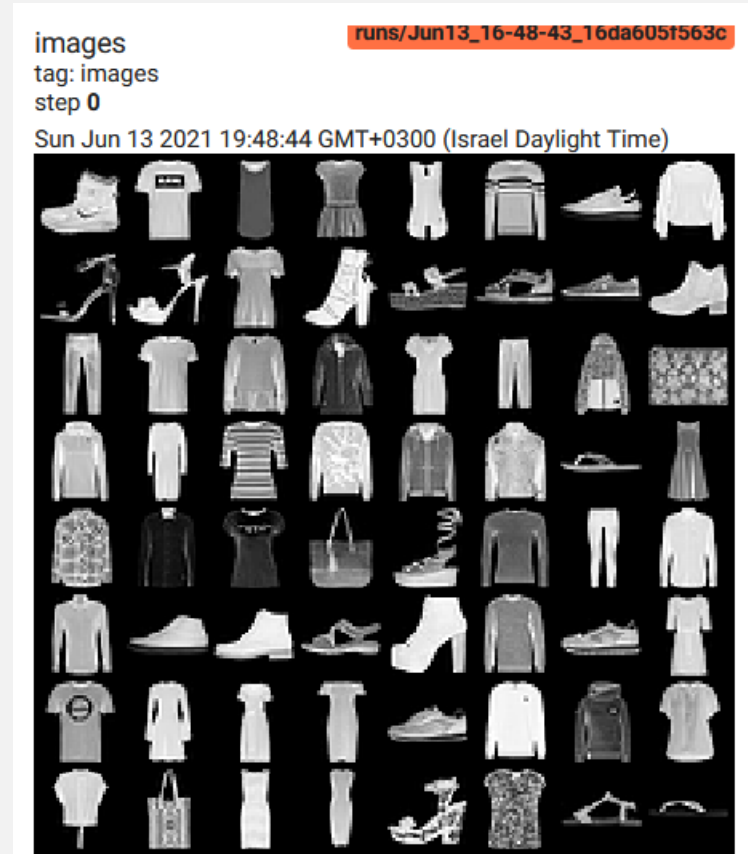 images
runs/Jun13_16-48-43_16da605f563c
tag: images
step 0
Sun Jun 13 2021 19:48:44 GMT+0300 (Israel Daylight Time)